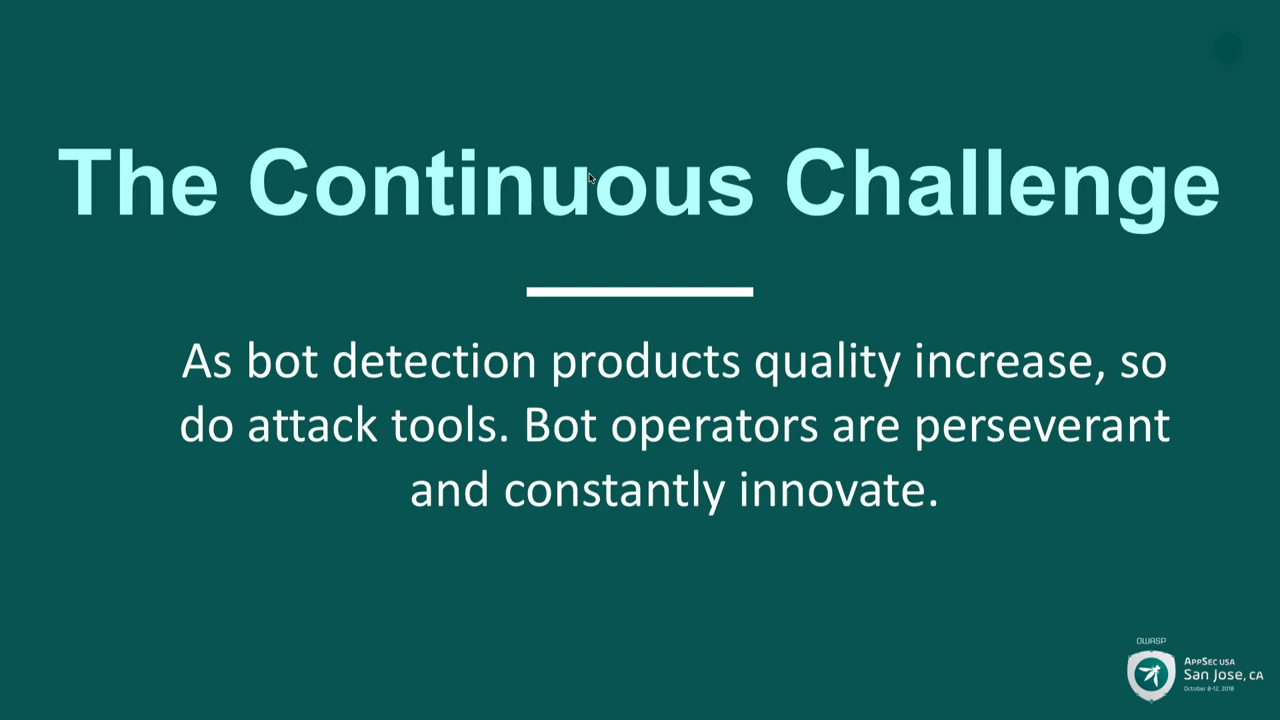 The Continuous Challenge
As bot detection products quality increase, so
do attack tools. Bot operators are perseverant
and constantly innovate.
OWASP
AppSec USA
San Jose, CA
October 8-12, 2018